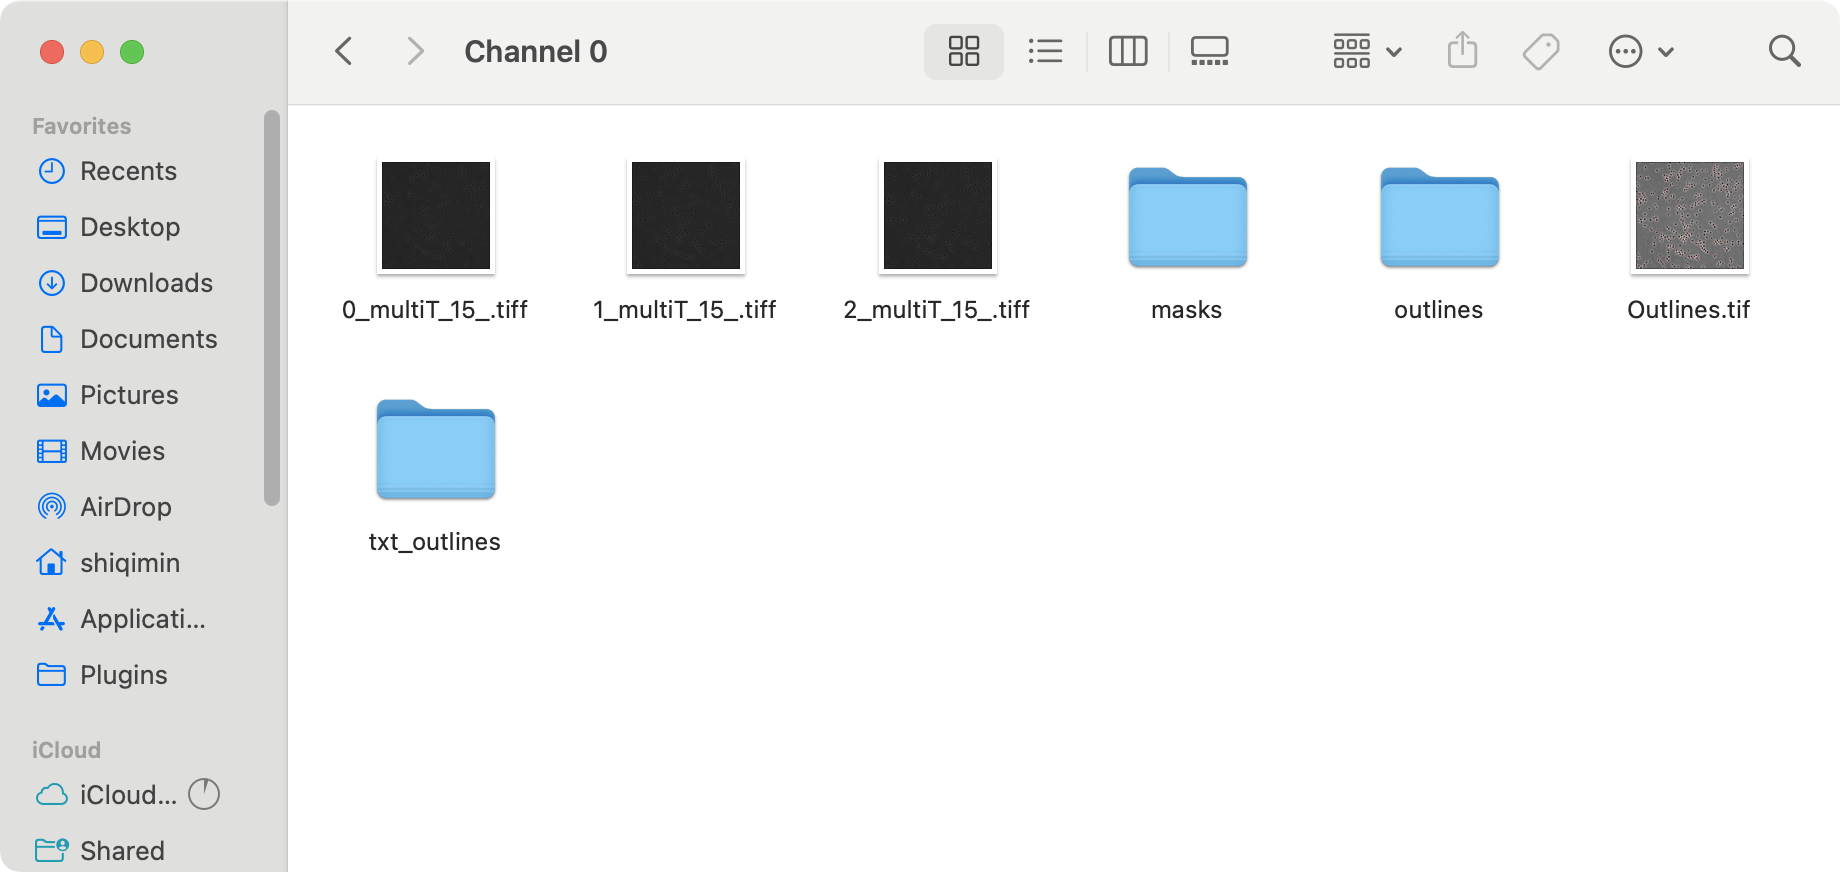 Channel 0
Favorites
Recents
Desktop
Downloads
Documents
Pictures
Movies
AirDrop
shiqimin
Applicati...
Plugins
iCloud
iCloud...
Shared
0_multiT_15_.tiff
1_multiT_15_.tiff
2_multiT_15_.tiff
masks
outlines
Outlines.tif
txt_outlines